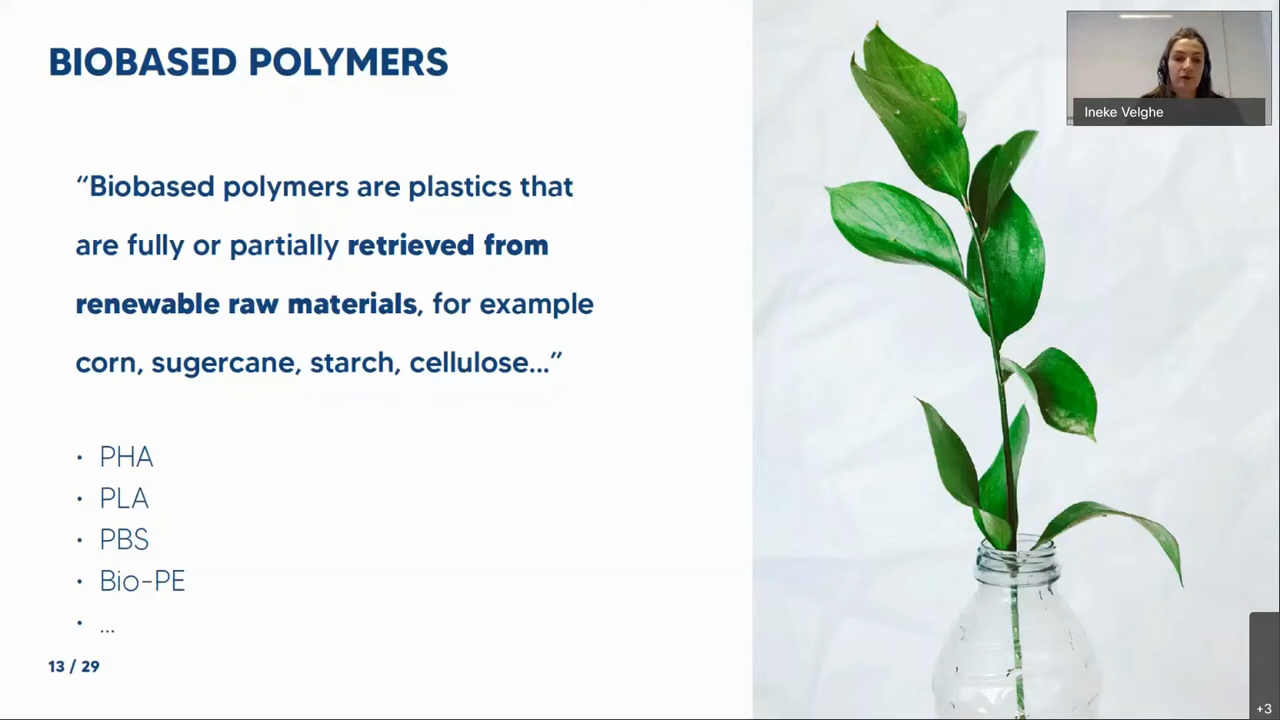 BIOBASED POLYMERS
Ineke Velghe
“Biobased polymers are plastics that
are fully or partially retrieved from
renewable raw materials, for example
corn, sugercane, starch, cellulose...”
• PHA
• PLA
• PBS
• Bio-PE
• ...
13 / 29
+3